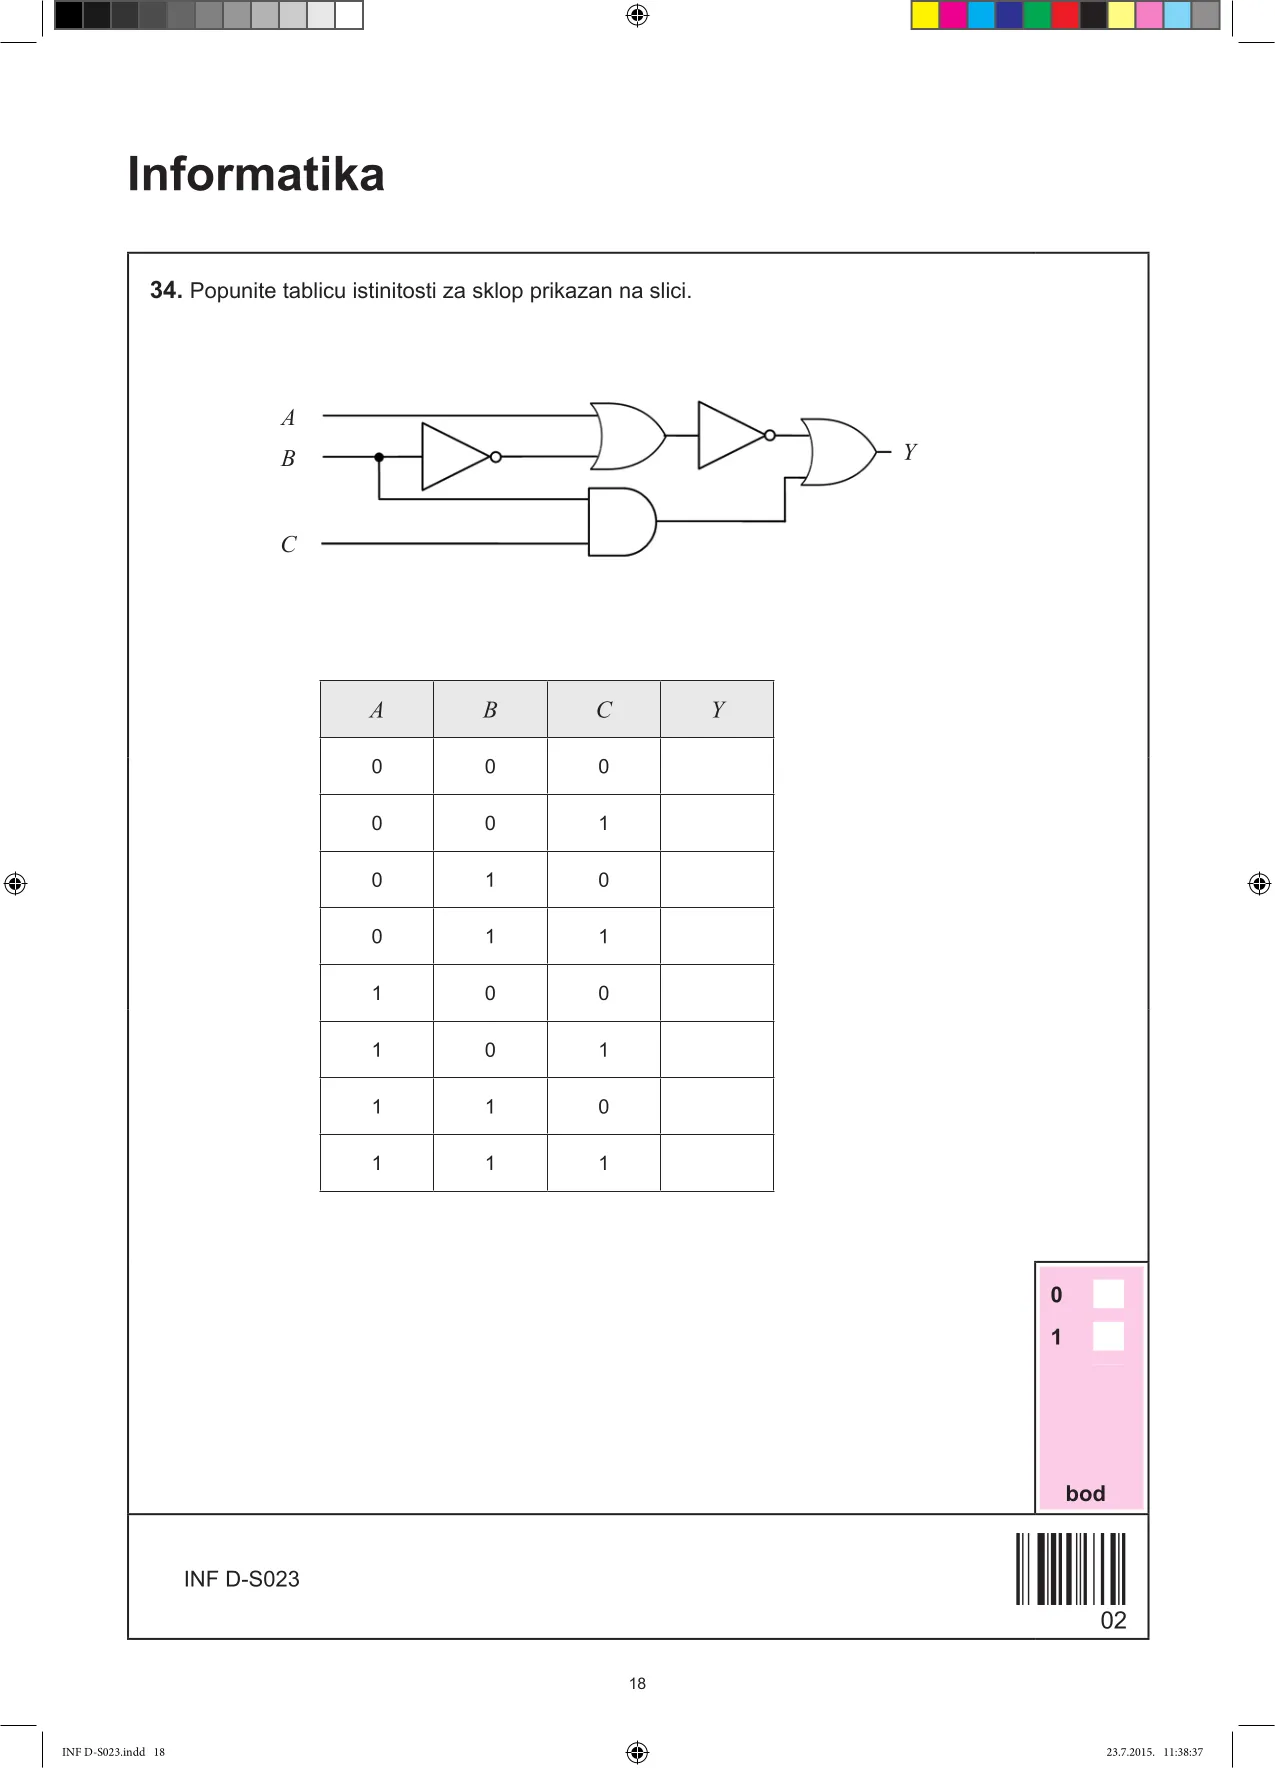 Informatika
34. Popunite tablicu istinitosti za sklop prikazan na slici.
A
B
Y
C
A B C Y
0 0 0
0 0 1
0 1 0
0 1 1
1 0 0
1 0 1
1 1 0
1 1 1
0
1
bod
INF D-S023
02
18
INF D-S023.indd 18 23.7.2015. 11:38:37